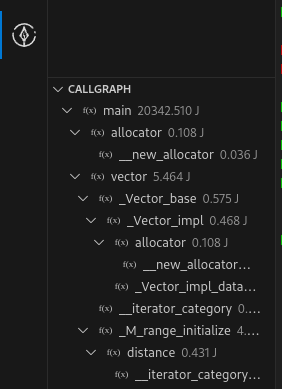 CALLGRAPH
f(x) main 20342.510 J
f(x) allocator 0.108 J
f(x) __new_allocator 0.036 J
f(x) vector 5.464 J
f(x) _Vector_base 0.575 J
f(x) _Vector_impl 0.468 J
f(x) allocator 0.108 J
f(x) __new_allocator...
f(x) _Vector_impl_data...
f(x) __iterator_category 0....
f(x) _M_range_initialize 4....
f(x) distance 0.431 J
f(x) __iterator_category...